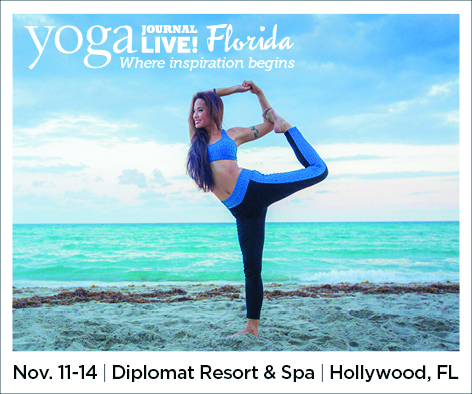 yoga JOURNAL LIVE! Florida
Where inspiration begins
Nov. 11-14 | Diplomat Resort & Spa | Hollywood, FL